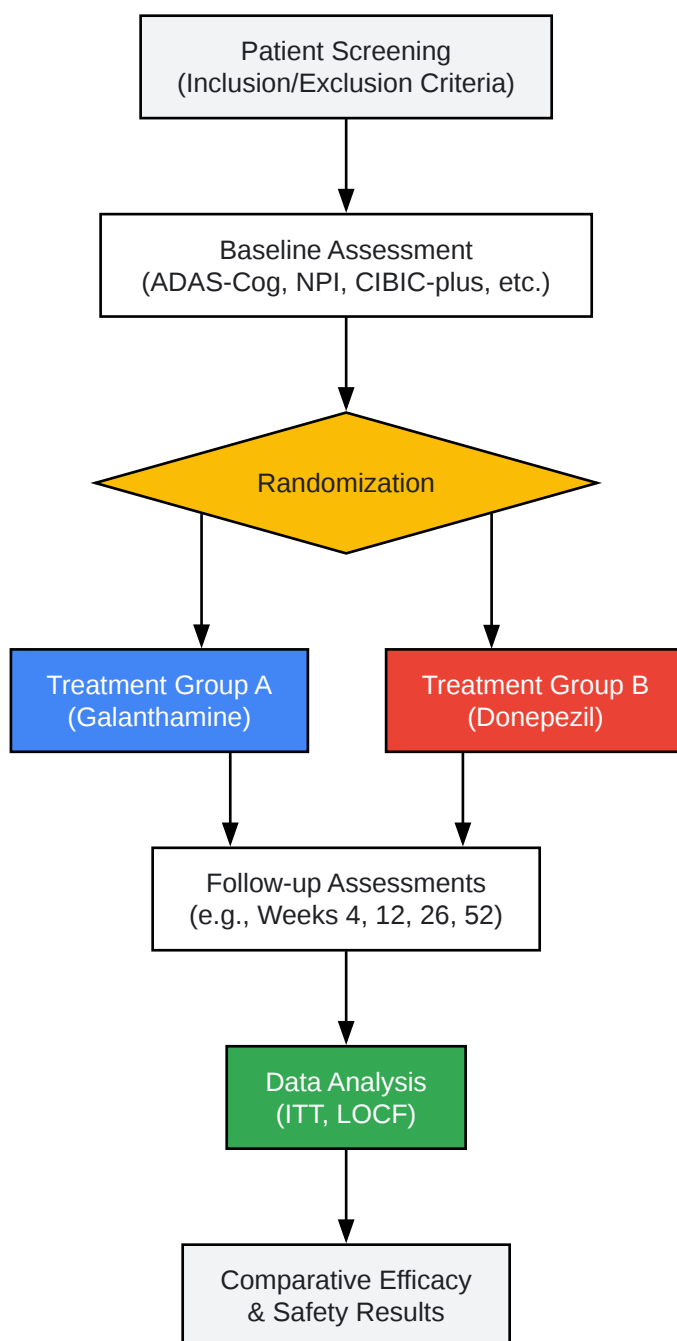 Patient Screening
(Inclusion/Exclusion Criteria)
Baseline Assessment
(ADAS-Cog, NPI, CIBIC-plus, etc.)
Randomization
Treatment Group A
(Galanthamine)
Treatment Group B
(Donepezil)
Follow-up Assessments
(e.g., Weeks 4, 12, 26, 52)
Data Analysis
(ITT, LOCF)
Comparative Efficacy
& Safety Results